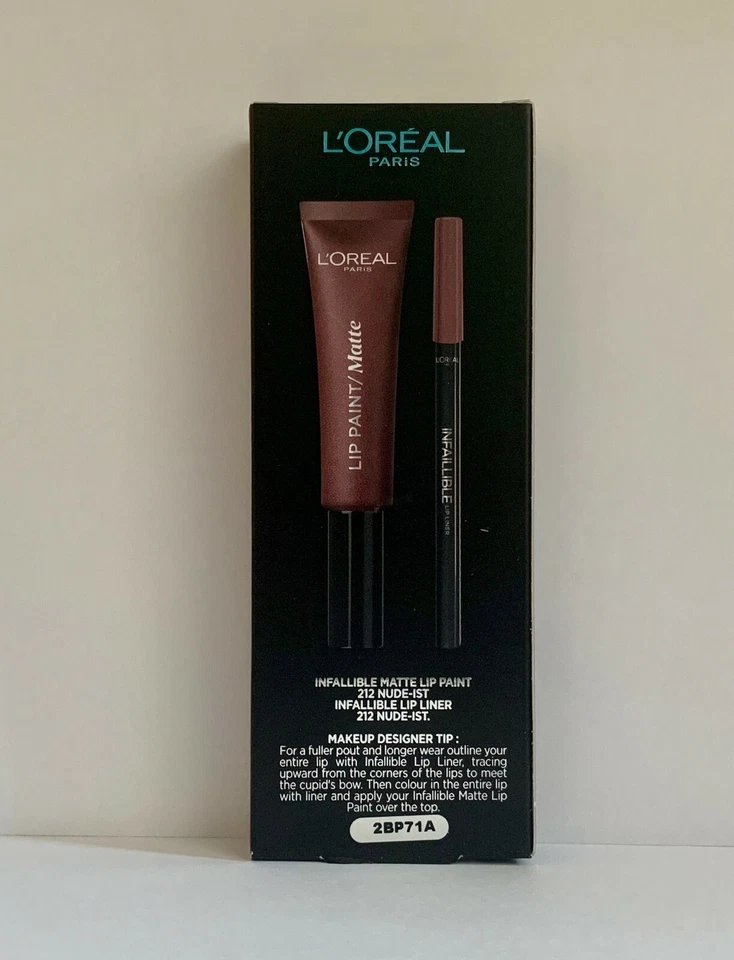 L'ORÉAL
PARIS
L'OREAL
PARIS
LIP PAINT/Matte
L'ORÉAL
INFAILLIBLE LIP LINER
INFALLIBLE MATTE LIP PAINT
212 NUDE-IST
INFALLIBLE LIP LINER
212 NUDE-IST.
MAKEUP DESIGNER TIP :
For a fuller pout and longer wear outline your
entire lip with Infallible Lip Liner, tracing
upward from the corners of the lips to meet
the cupid's bow. Then colour in the entire lip
with liner and apply your Infallible Matte Lip
Paint over the top.
2BP71A